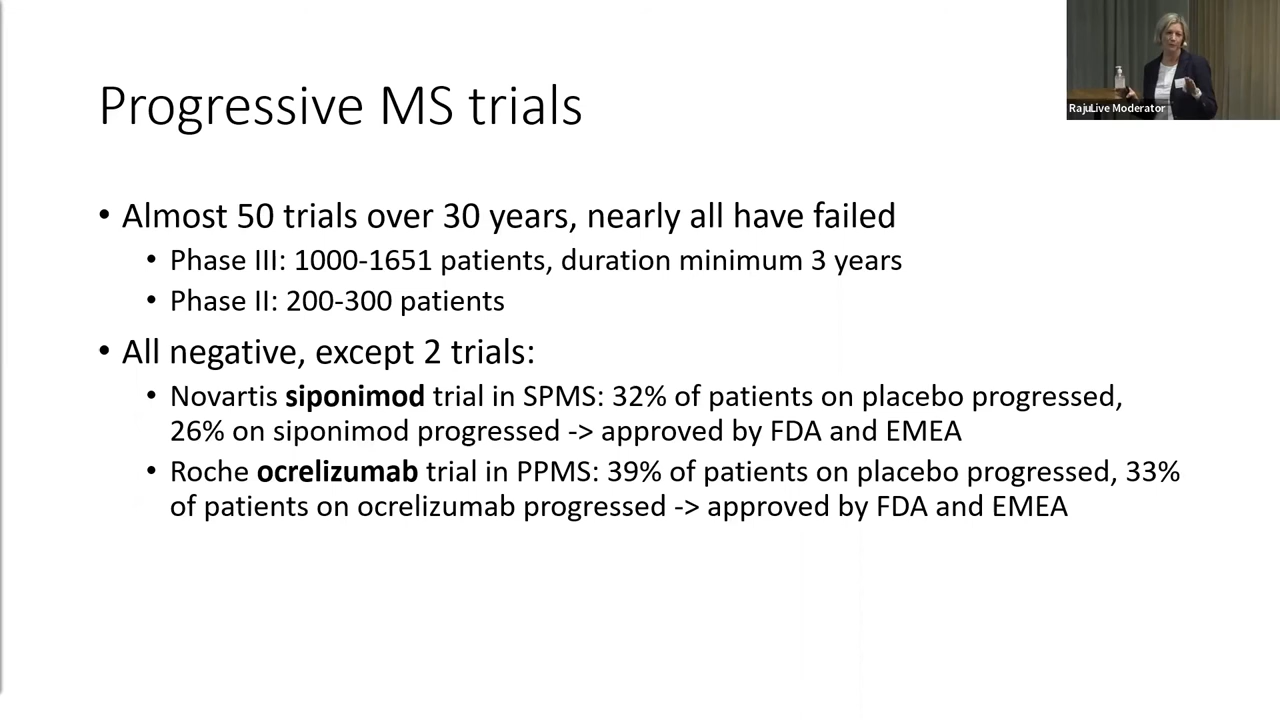 Progressive MS trials
RajuLive Moderator
• Almost 50 trials over 30 years, nearly all have failed
• Phase III: 1000-1651 patients, duration minimum 3 years
• Phase II: 200-300 patients
• All negative, except 2 trials:
• Novartis siponimod trial in SPMS: 32% of patients on placebo progressed,
26% on siponimod progressed -> approved by FDA and EMEA
• Roche ocrelizumab trial in PPMS: 39% of patients on placebo progressed, 33%
of patients on ocrelizumab progressed -> approved by FDA and EMEA